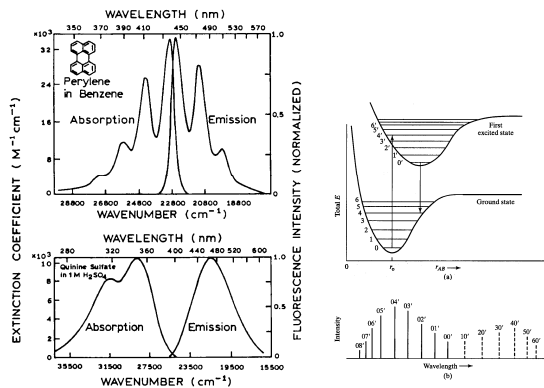 WAVELENGTH (nm)
350 370 390 410 440 490 530 570
×10³
32
24
16
8
0
Perylene
in Benzene
Absorption
Emission
1.0
0.5
0
28800 26800 24800 22800 20800 18800
WAVENUMBER (cm⁻¹)
EXTINCTION COEFFICIENT (M⁻¹ cm⁻¹)
FLUORESCENCE INTENSITY (NORMALIZED)
WAVELENGTH (nm)
280 320 360 400 440 480 520 600
×10³
10
8
6
4
2
0
Quinine Sulfate
in 1 M H₂SO₄
Absorption
Emission
1.0
0.5
0
35500 31500 27500 23500 19500 15500
WAVENUMBER (cm⁻¹)
Total E
First
excited state
6'
5'
4'
3'
2'
1'
0'
Ground state
6
5
4
3
2
1
0
0
r_AB
(a)
Intensity
08'
07'
06'
05'
04'
03'
02'
01'
00'
10'
20'
30'
40'
50'
60'
Wavelength
(b)